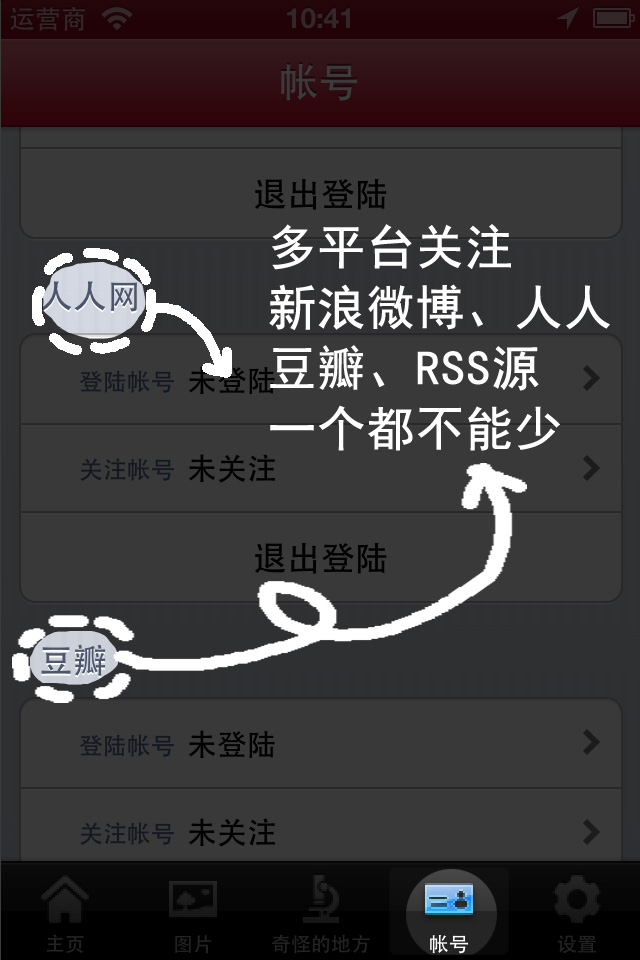 运营商 10:41
帐号
退出登陆
多平台关注
人人网
新浪微博、人人
豆瓣、RSS源
登陆帐号 未登陆
一个都不能少
关注帐号 未关注
退出登陆
豆瓣
登陆帐号 未登陆
关注帐号 未关注
主页 图片 奇怪的地方 帐号 设置